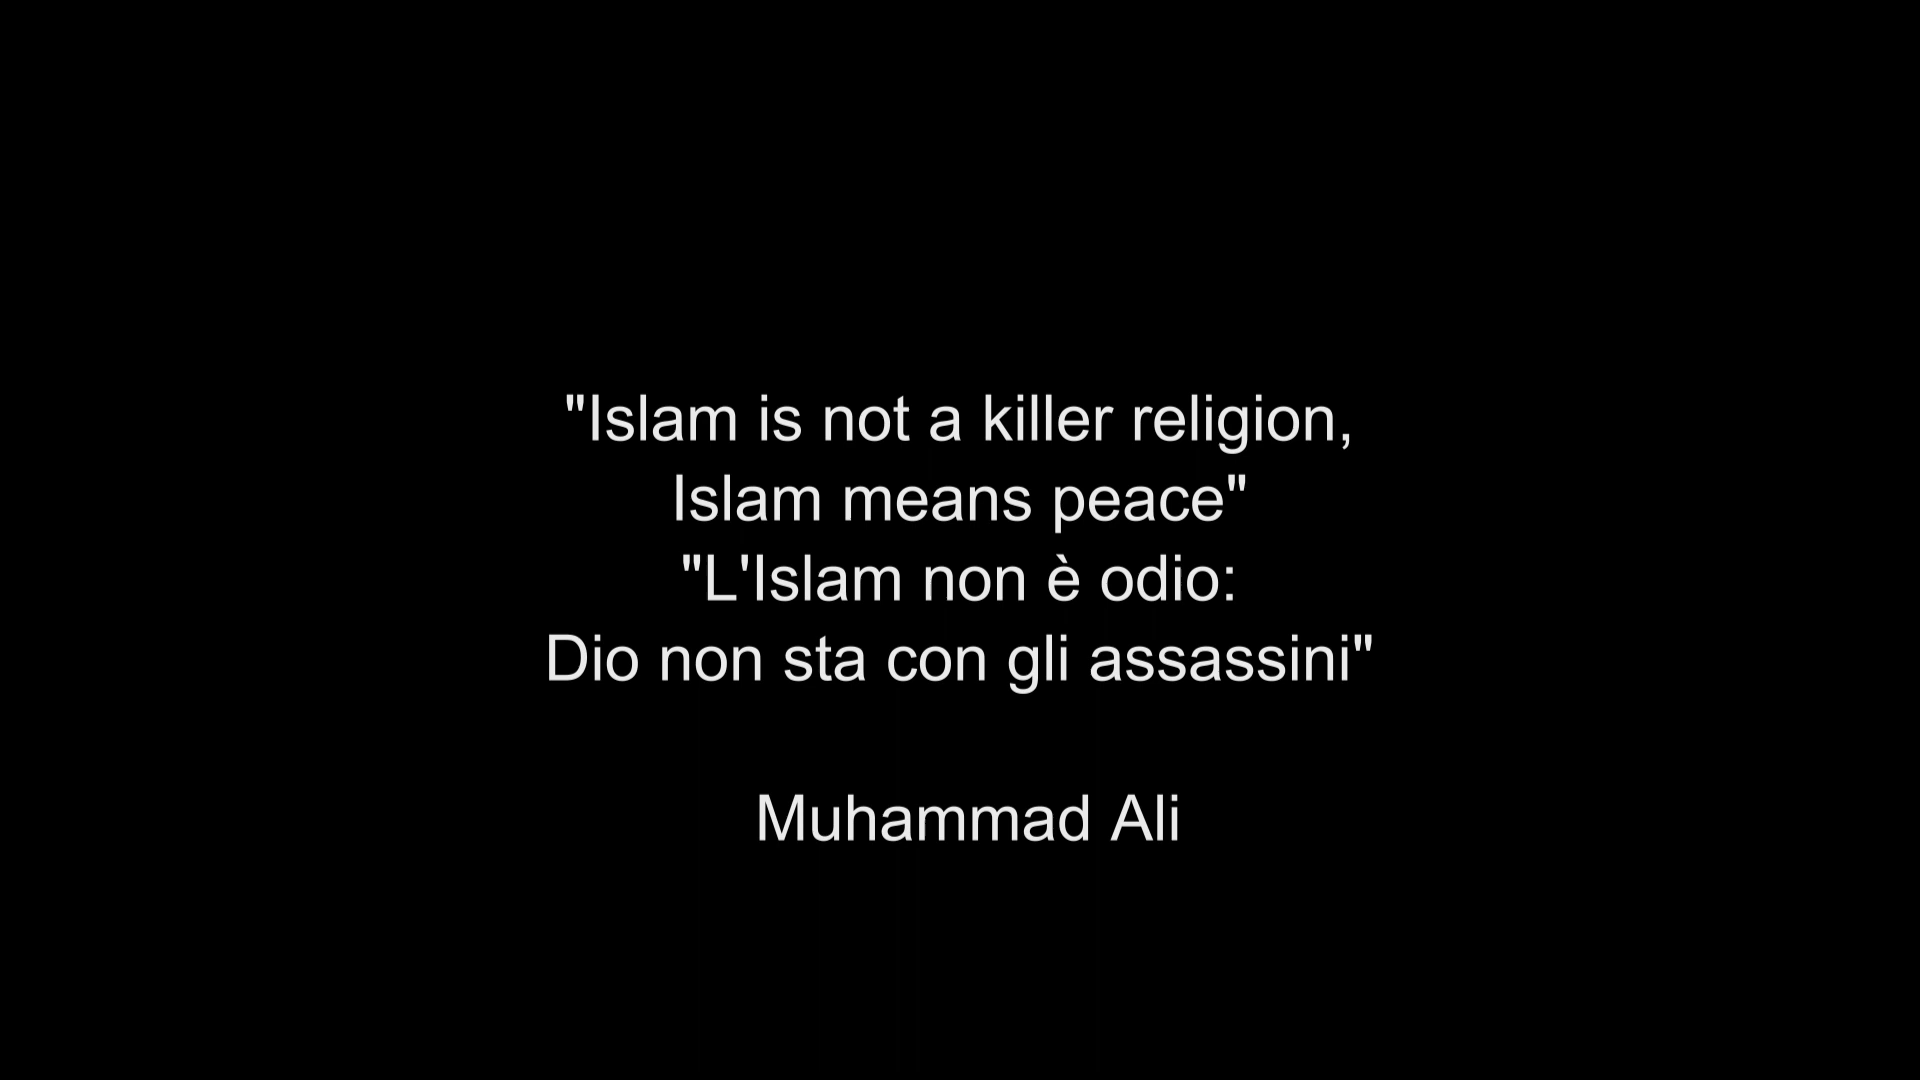 "Islam is not a killer religion,
Islam means peace"
"L'Islam non è odio:
Dio non sta con gli assassini"
Muhammad Ali